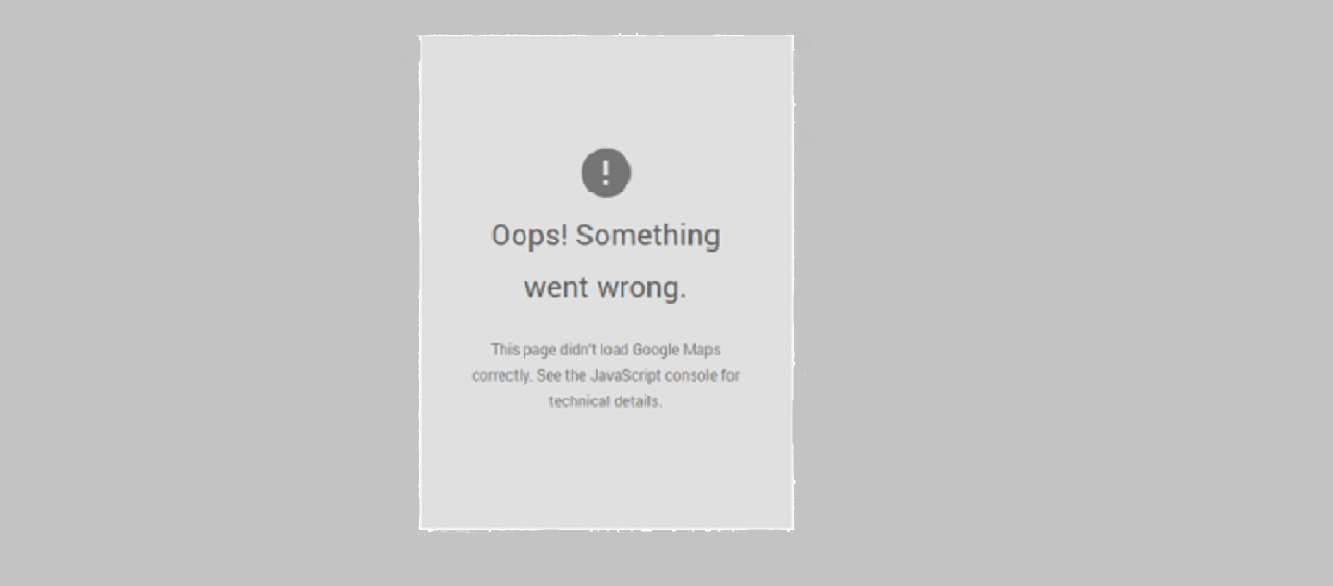 Oops! Something
went wrong.
This page didn't load Google Maps
correctly. See the JavaScript console for
technical details.